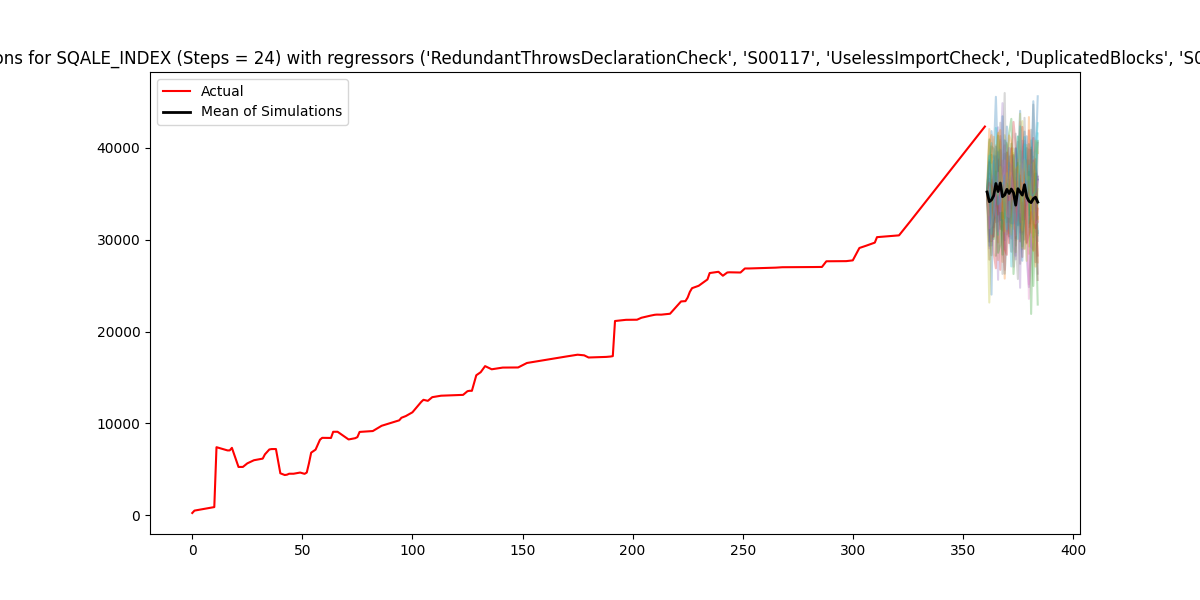 ons for SQALE_INDEX (Steps = 24) with regressors ('RedundantThrowsDeclarationCheck', 'S00117', 'UselessImportCheck', 'DuplicatedBlocks', 'S0
Actual
Mean of Simulations
40000
30000
20000
10000
0
0 50 100 150 200 250 300 350 400